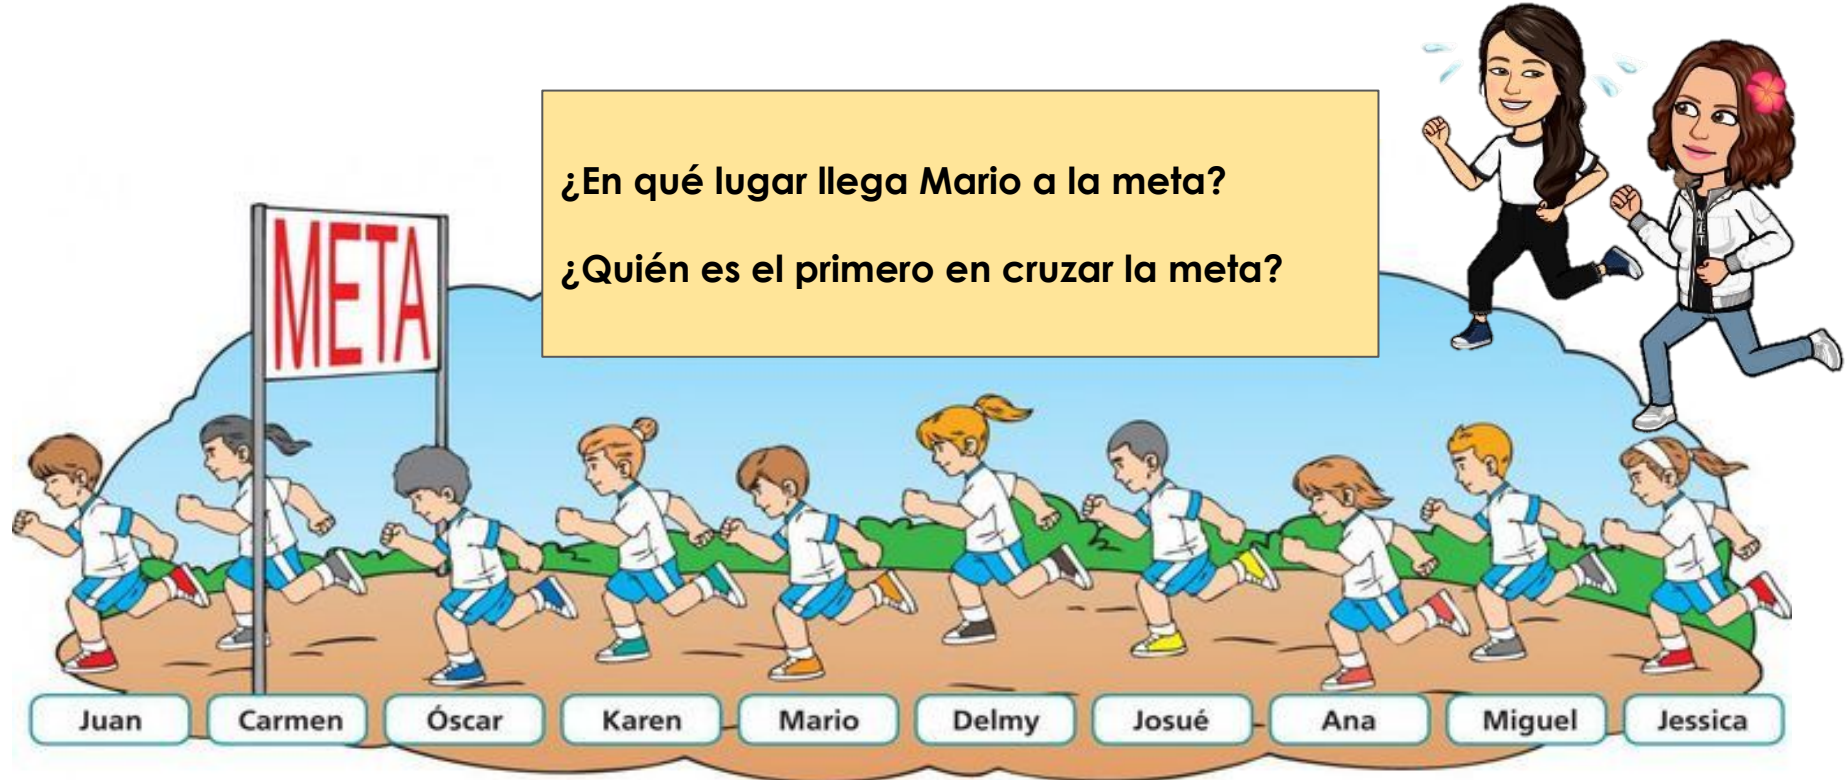 ¿En qué lugar llega Mario a la meta?
¿Quién es el primero en cruzar la meta?
META
Juan
Carmen
Óscar
Karen
Mario
Delmy
Josué
Ana
Miguel
Jessica